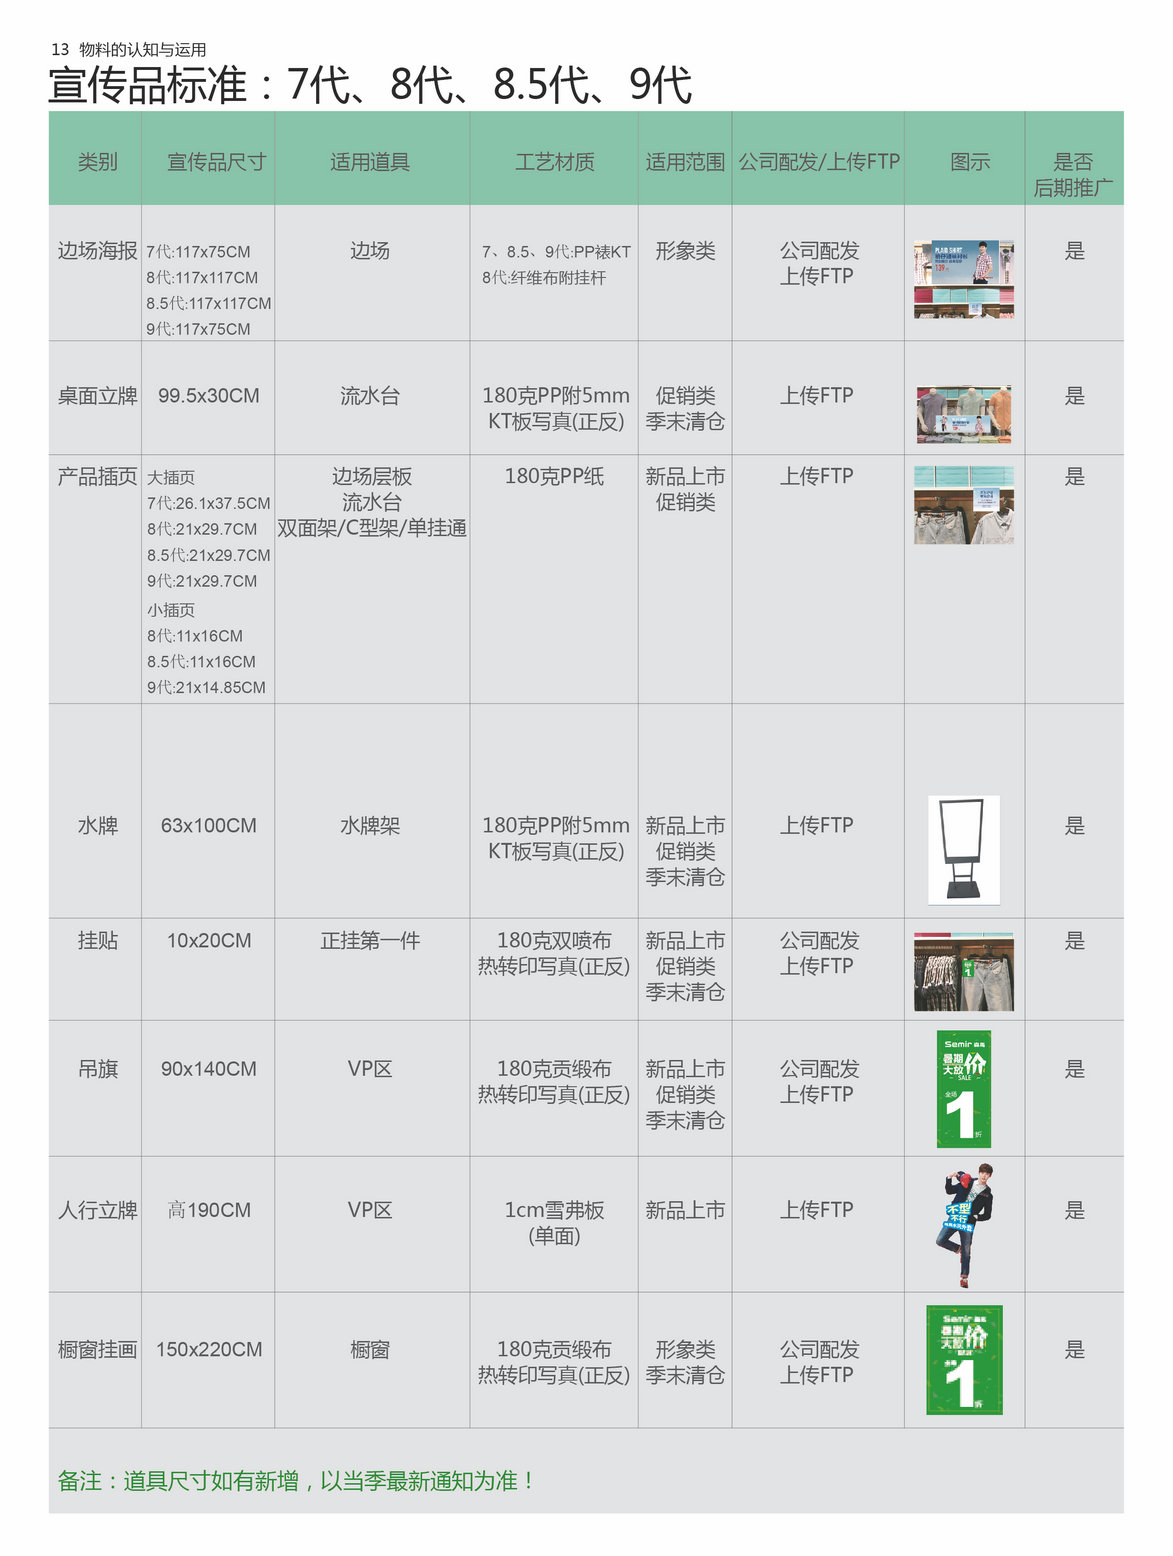 13 物料的认知与运用
宣传品标准：7代、8代、8.5代、9代
类别 宣传品尺寸 适用道具 工艺材质 适用范围 公司配发/上传FTP 图示 是否
后期推广
边场海报 7代:117x75CM 边场 7、8.5、9代:PP裱KT 形象类 公司配发 是
8代:117x117CM 8代:纤维布附挂杆 上传FTP
8.5代:117x117CM
9代:117x75CM
PLAID SHIRT
139
桌面立牌 99.5x30CM 流水台 180克PP附5mm 促销类 上传FTP 是
KT板写真(正反) 季末清仓
产品插页 大插页 边场层板 180克PP纸 新品上市 上传FTP 是
7代:26.1x37.5CM 流水台 促销类
8代:21x29.7CM 双面架/C型架/单挂通
8.5代:21x29.7CM
9代:21x29.7CM
小插页
8代:11x16CM
8.5代:11x16CM
9代:21x14.85CM
水牌 63x100CM 水牌架 180克PP附5mm 新品上市 上传FTP 是
KT板写真(正反) 促销类
季末清仓
挂贴 10x20CM 正挂第一件 180克双喷布 新品上市 公司配发 是
热转印写真(正反) 促销类 上传FTP
季末清仓
1
吊旗 90x140CM VP区 180克贡缎布 新品上市 公司配发 是
热转印写真(正反) 促销类 上传FTP
季末清仓
Semir 森马
暑期
大放价
SALE
全场
1折
人行立牌 高190CM VP区 1cm雪弗板 新品上市 上传FTP 是
(单面)
不型
不行
橱窗挂画 150x220CM 橱窗 180克贡缎布 形象类 公司配发 是
热转印写真(正反) 季末清仓 上传FTP
Semir 森马
暑期
大放价
1折
备注：道具尺寸如有新增，以当季最新通知为准！